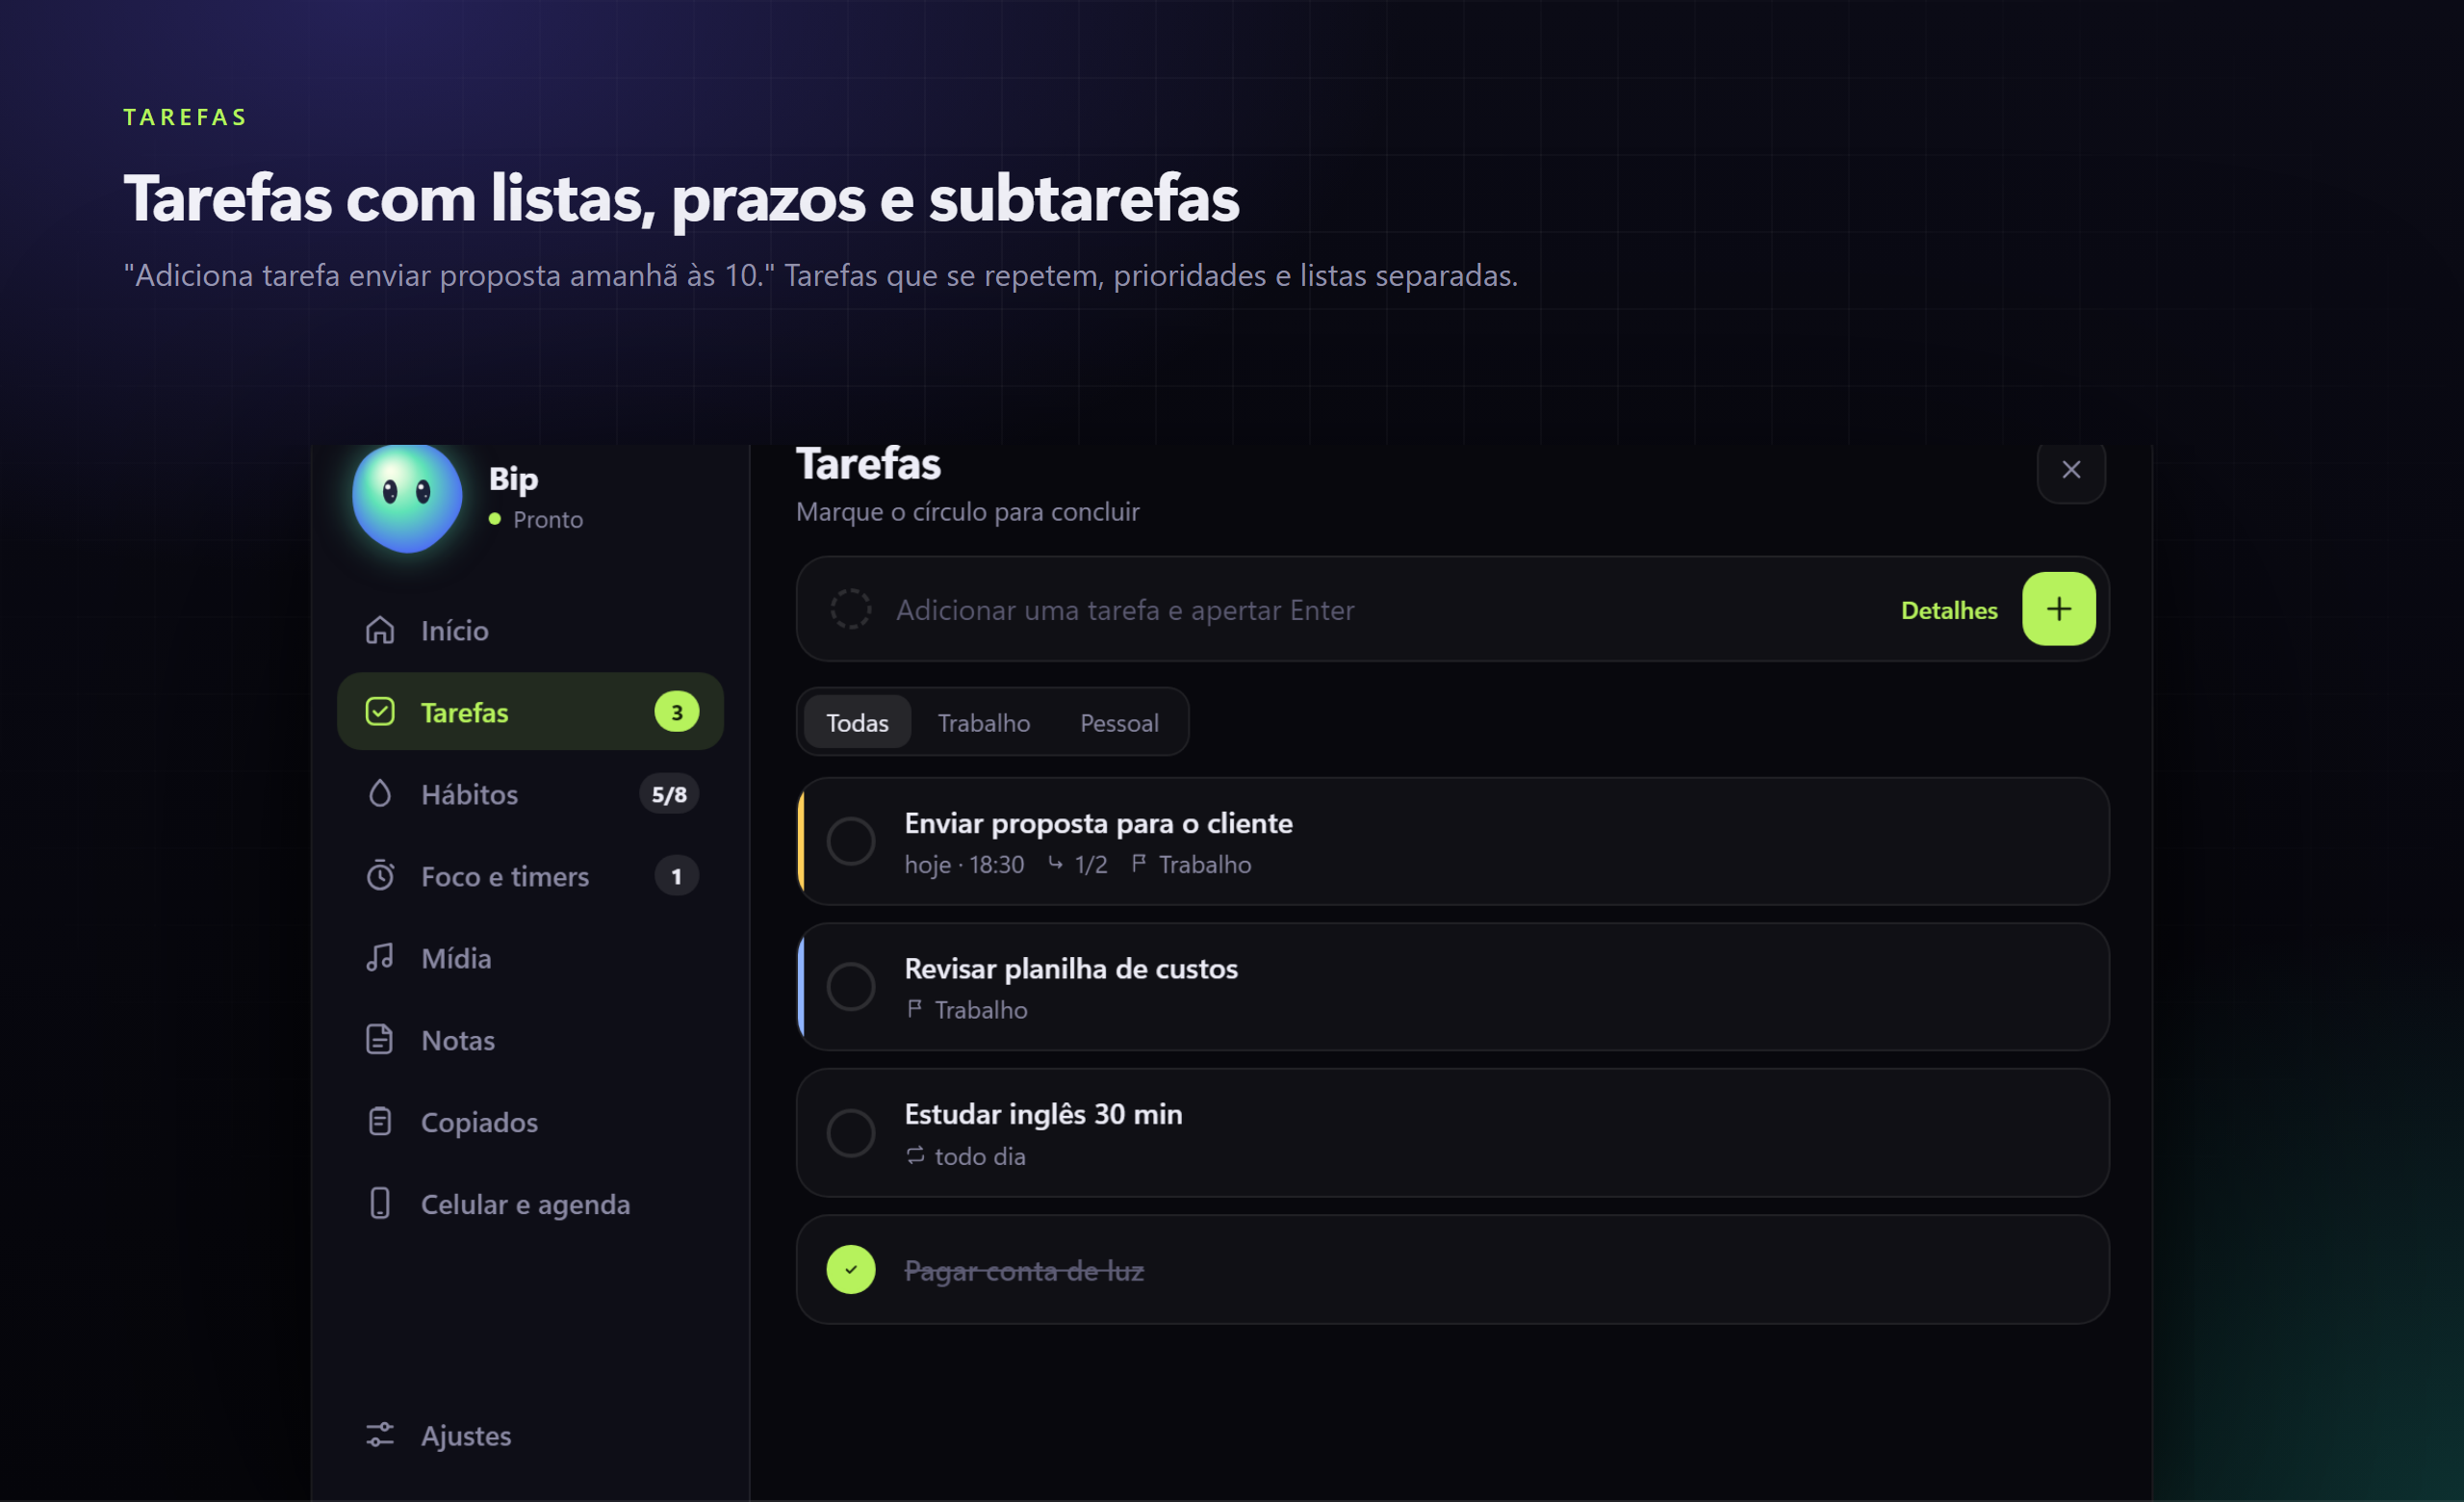 TAREFAS
Tarefas com listas, prazos e subtarefas
"Adiciona tarefa enviar proposta amanhã às 10." Tarefas que se repetem, prioridades e listas separadas.
Bip
Pronto
Início
Tarefas 3
Hábitos 5/8
Foco e timers 1
Mídia
Notas
Copiados
Celular e agenda
Ajustes
Tarefas
Marque o círculo para concluir
Adicionar uma tarefa e apertar Enter Detalhes
Todas Trabalho Pessoal
Enviar proposta para o cliente
hoje · 18:30 1/2 Trabalho
Revisar planilha de custos
Trabalho
Estudar inglês 30 min
todo dia
Pagar conta de luz